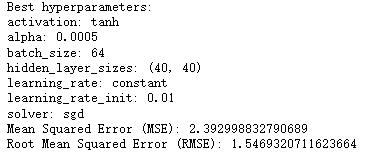 Best hyperparameters:
activation: tanh
alpha: 0.0005
batch_size: 64
hidden_layer_sizes: (40, 40)
learning_rate: constant
learning_rate_init: 0.01
solver: sgd
Mean Squared Error (MSE): 2.392998832790689
Root Mean Squared Error (RMSE): 1.5469320711623664